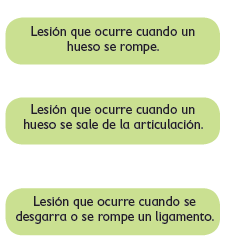 Lesión que ocurre cuando un
hueso se rompe.
Lesión que ocurre cuando un
hueso se sale de la articulación.
Lesión que ocurre cuando se
desgarra o se rompe un ligamento.